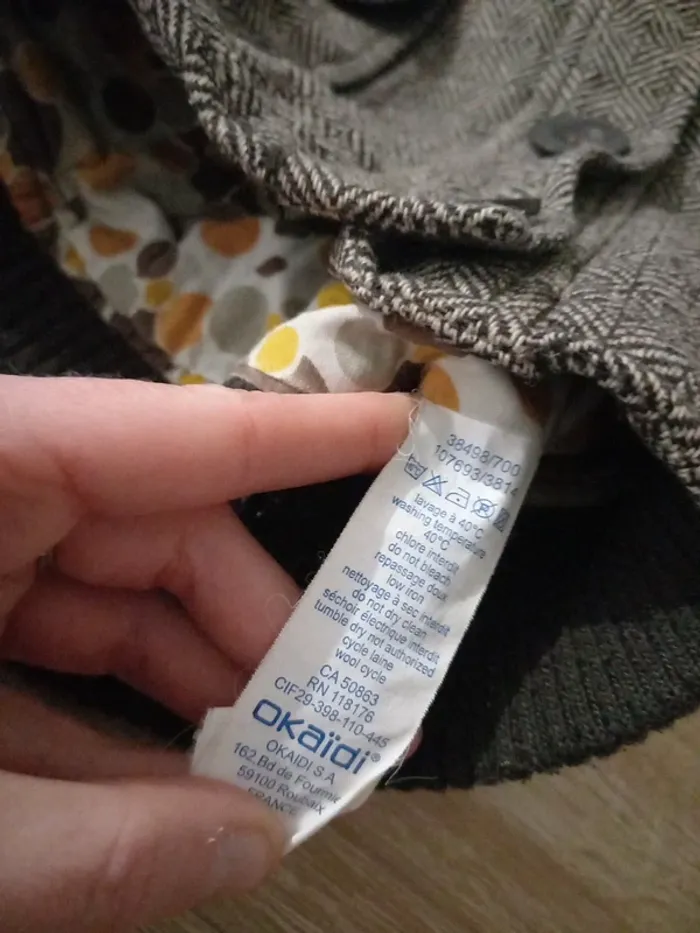 38498/700
107693/3814
lavage à 40°C
washing temperature
40°C
chlore interdit
do not bleach
repassage doux
low iron
nettoyage à sec interdit
do not dry clean
séchoir électrique interdit
tumble dry not authorized
cycle laine
wool cycle
CA 50863
RN 118176
CIF29-398-110-445
OKaïdi®
OKAIDI S.A
162,Bd de Fourmie
59100 Roubaix
FRANCE